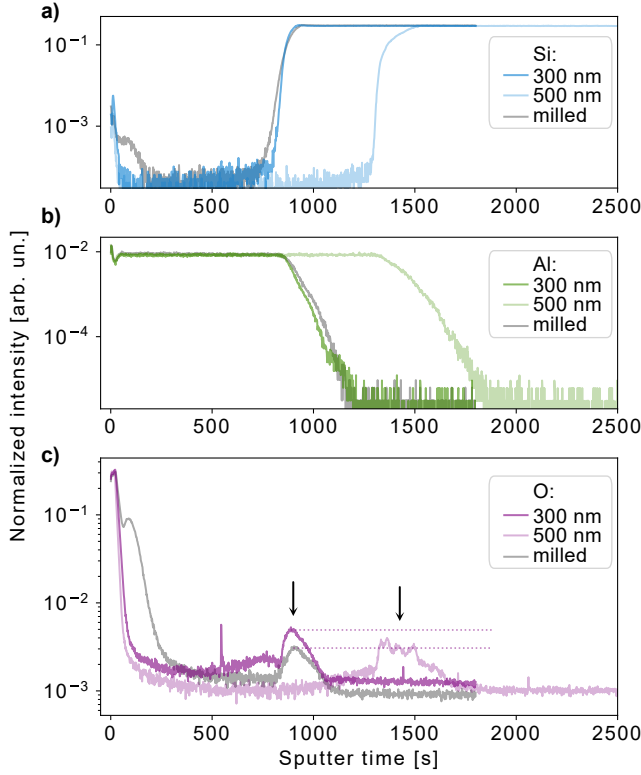 a)
10⁻¹
10⁻³
Si:
300 nm
500 nm
milled
0 500 1000 1500 2000 2500
b)
10⁻²
10⁻⁴
Al:
300 nm
500 nm
milled
0 500 1000 1500 2000 2500
Normalized intensity [arb. un.]
c)
10⁻¹
10⁻²
10⁻³
O:
300 nm
500 nm
milled
0 500 1000 1500 2000 2500
Sputter time [s]